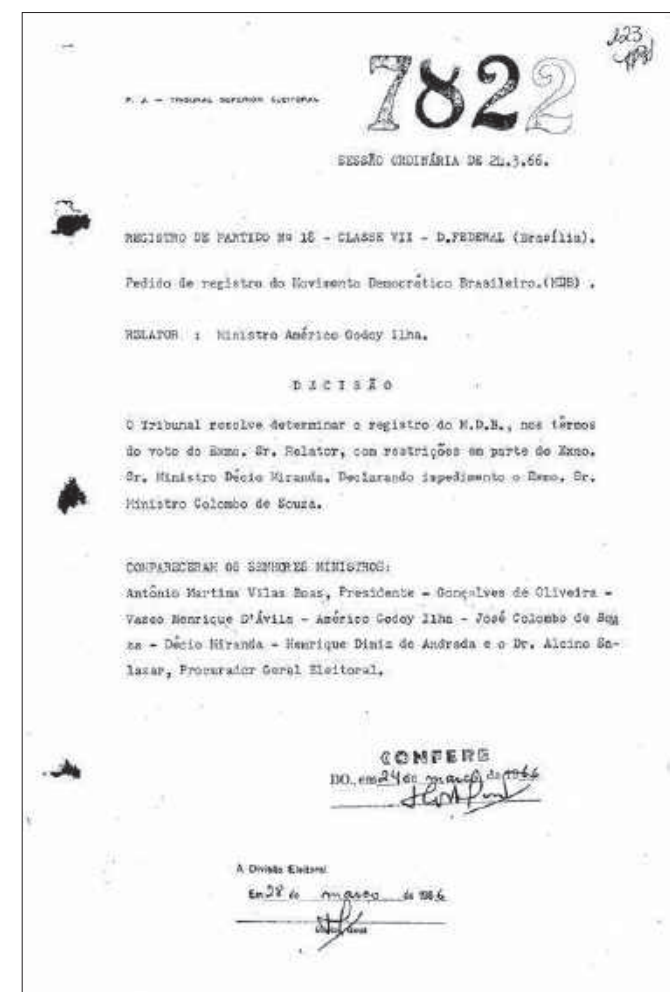 123
7822
P. J. — TRIBUNAL SUPERIOR ELEITORAL
SESSÃO ORDINÁRIA DE 24.3.66.
REGISTRO DE PARTIDO Nº 18 - CLASSE VII - D.FEDERAL (Brasília).
Pedido de registro do Movimento Democrático Brasileiro.(MDB) .
RELATOR : Ministro Américo Godoy Ilha.
D E C I S Ã O
O Tribunal resolve determinar o registro do M.D.B., nos têrmos
do voto do Exmo. Sr. Relator, com restrições em parte do Exmo.
Sr. Ministro Décio Miranda. Declarando impedimento o Exmo. Sr.
Ministro Colombo de Souza.
COMPARECERAM OS SENHORES MINISTROS:
Antônio Martins Vilas Boas, Presidente - Gonçalves de Oliveira -
Vasco Henrique D'Ávila - Américo Godoy Ilha - José Colombo de Sou
za - Décio Miranda - Henrique Diniz de Andrada e o Dr. Alcino Sa-
lazar, Procurador Geral Eleitoral.
CONFERE
DO., em 24 de março de 1966
À Divisão Eleitoral
Em 28 de março de 1966
Geral